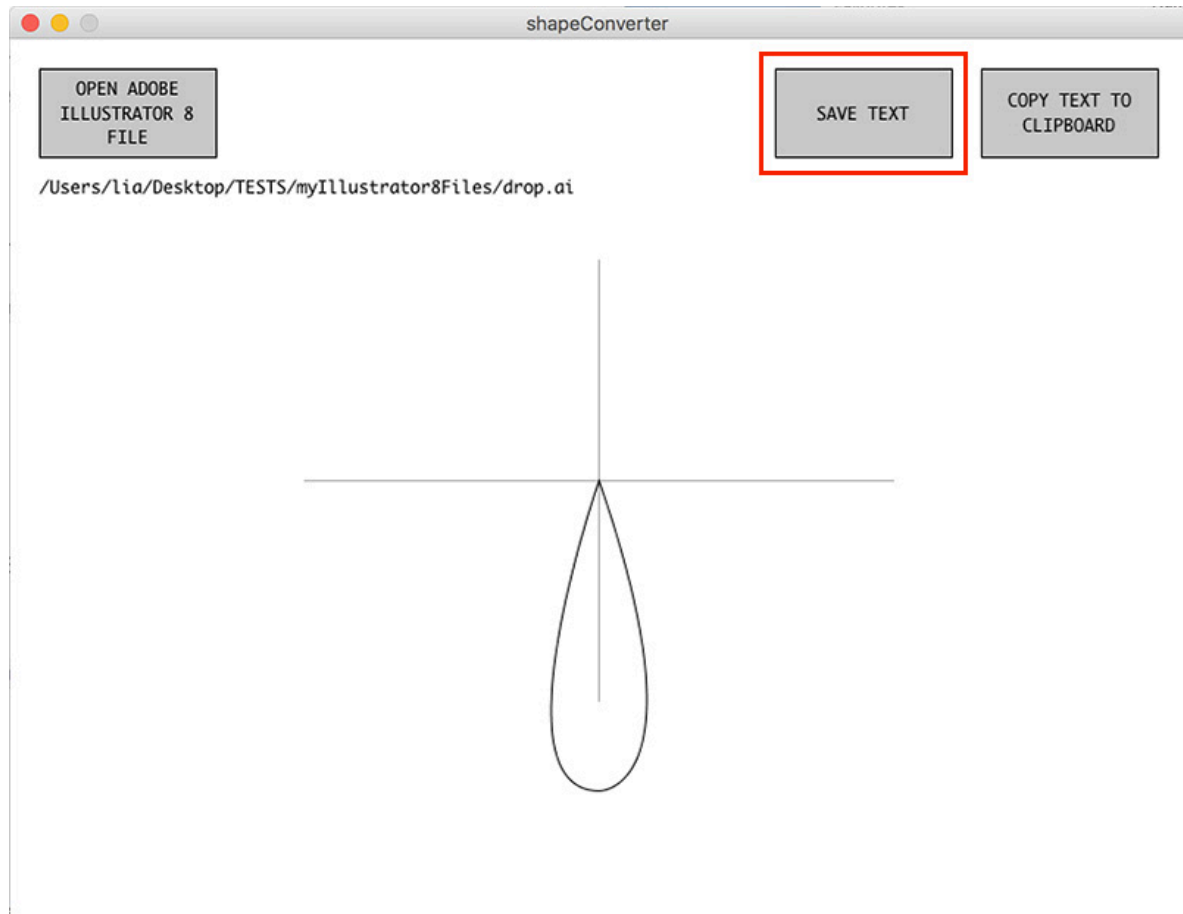 shapeConverter
OPEN ADOBE
ILLUSTRATOR 8
FILE
SAVE TEXT
COPY TEXT TO
CLIPBOARD
/Users/lia/Desktop/TESTS/myIllustrator8Files/drop.ai